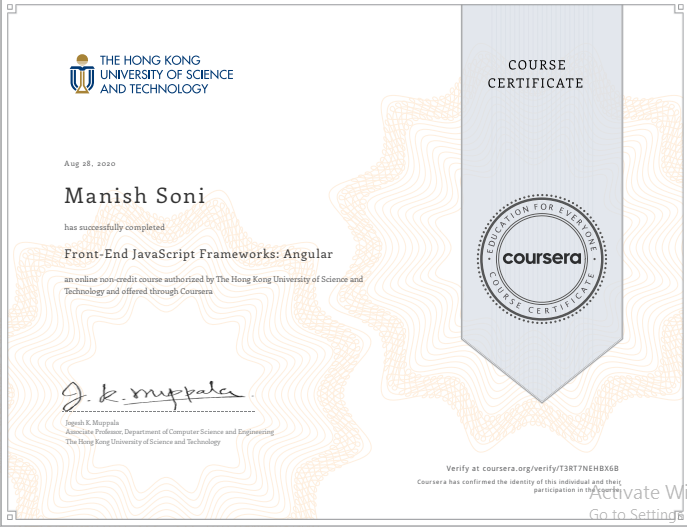 THE HONG KONG
UNIVERSITY OF SCIENCE
AND TECHNOLOGY
COURSE
CERTIFICATE
Aug 28, 2020
Manish Soni
has successfully completed
Front-End JavaScript Frameworks: Angular
an online non-credit course authorized by The Hong Kong University of Science and
Technology and offered through Coursera
EDUCATION FOR EVERYONE
coursera
COURSE CERTIFICATE
J. K. Muppala
Jogesh K. Muppala
Associate Professor, Department of Computer Science and Engineering
The Hong Kong University of Science and Technology
Verify at coursera.org/verify/T3RT7NEHBX6B
Coursera has confirmed the identity of this individual and their
participation in the course.
Activate Wi
Go to Setting